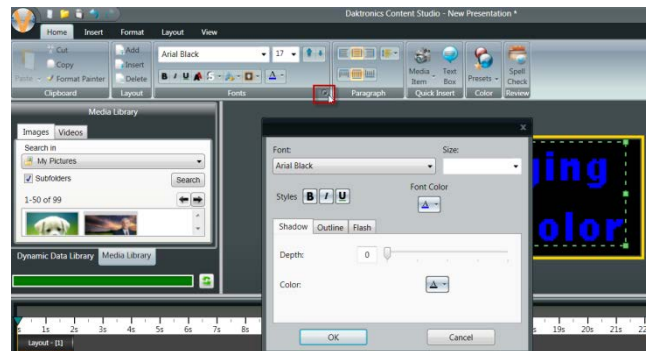 Daktronics Content Studio - New Presentation *
Home Insert Format Layout View
Cut
Copy
Paste Format Painter
Clipboard
Add
Insert
Delete
Layout
Arial Black 17
B I U A S A
Fonts
Paragraph
Media Item
Text Box
Quick Insert
Presets
Color
Spell Check
Review
Media Library
Images Videos
Search in
My Pictures
Subfolders
Search
1-50 of 99
Dynamic Data Library Media Library
x
Font: Size:
Arial Black
Styles B I U
Font Color
A
Shadow Outline Flash
Depth: 0
Color: A
OK Cancel
ging
olor
s 1s 2s 3s 4s 5s 6s 7s 8s 19s 20s 21s 22
Layout - [1]